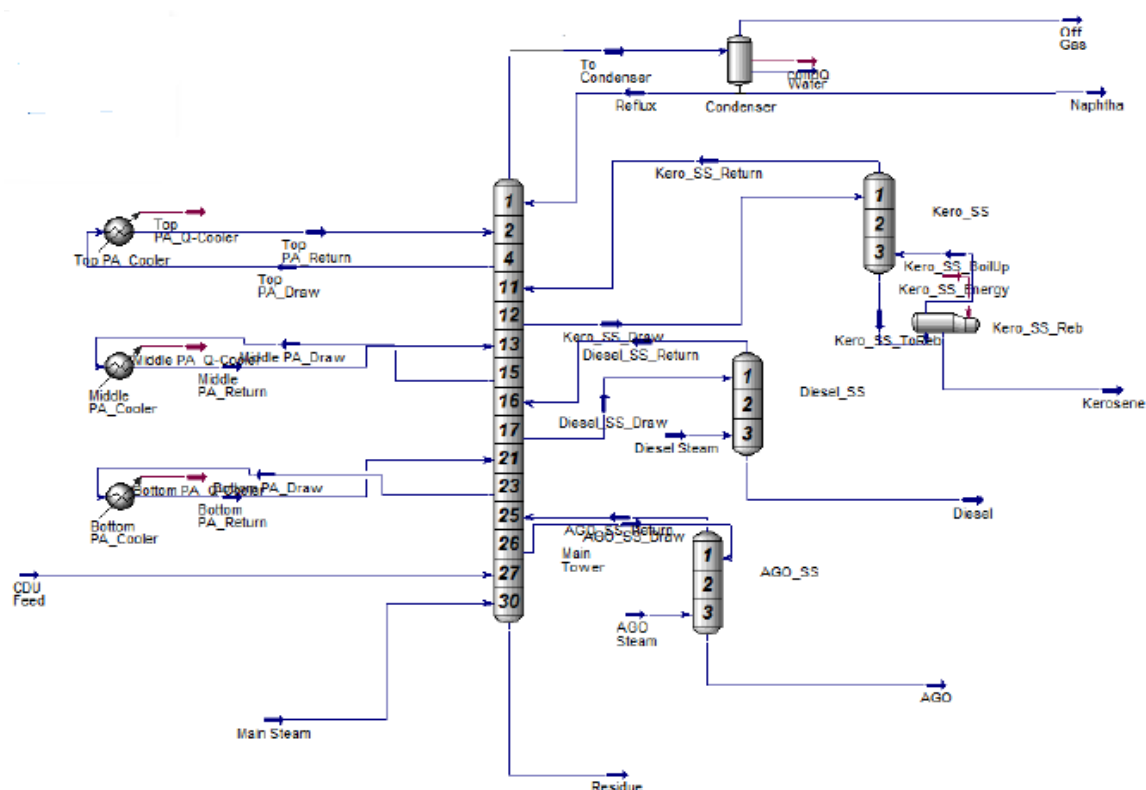 Off
Gas
To
Condenser
Water
Reflux
Condenser
Naphtha
Kero_SS_Return
1
2
3
Kero_SS
Kero_SS_BoilUp
Kero_SS_Energy
Kero_SS_Reb
Kero_SS_ToReb
Kerosene
Top
PA_Q-Cooler
Top PA_Cooler
Top
PA_Return
Top
PA_Draw
1
2
4
11
12
13
15
16
17
21
23
25
26
27
30
Kero_SS_Draw
Diesel_SS_Return
Middle PA_Q-Cooler
Middle PA_Draw
Middle
PA_Cooler
Middle
PA_Return
1
2
3
Diesel_SS
Diesel_SS_Draw
Diesel Steam
Diesel
Bottom PA_Q-Cooler
Bottom PA_Draw
Bottom
PA_Cooler
Bottom
PA_Return
AGO_SS_Return
AGO_SS_Draw
Main
Tower
1
2
3
AGO_SS
CDU
Feed
AGO
Steam
AGO
Main Steam
Residue